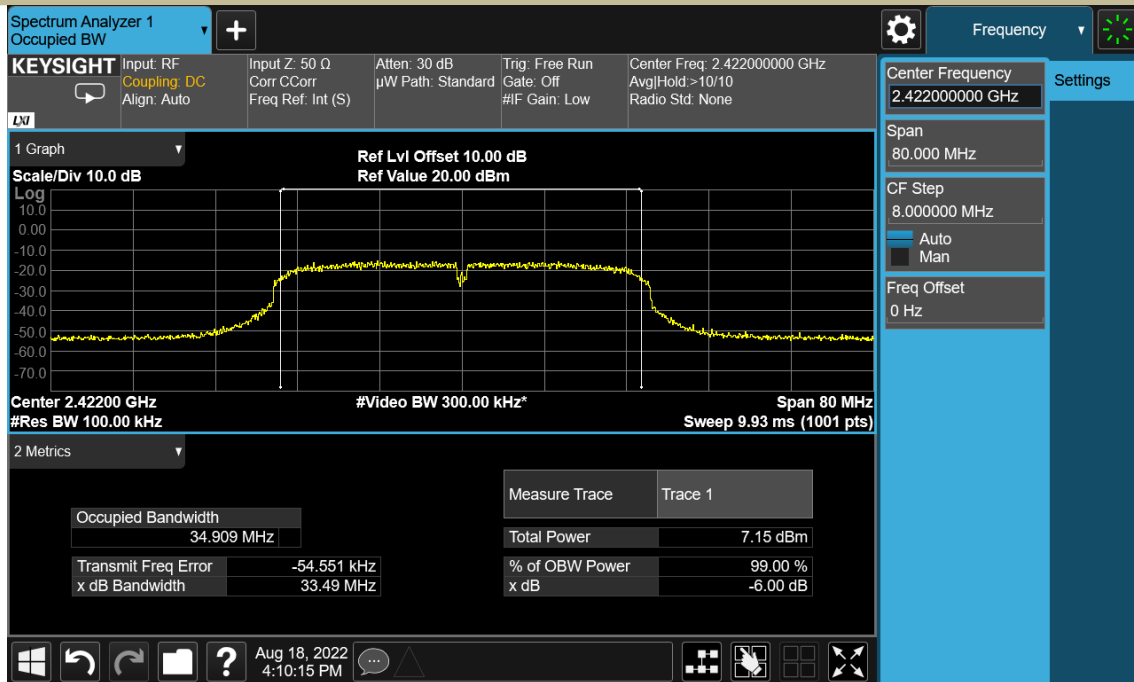 Spectrum Analyzer 1
Occupied BW
Frequency
KEYSIGHT
LXI
Input: RF
Coupling: DC
Align: Auto
Input Z: 50 Ω
Corr CCorr
Freq Ref: Int (S)
Atten: 30 dB
µW Path: Standard
Trig: Free Run
Gate: Off
#IF Gain: Low
Center Freq: 2.422000000 GHz
Avg|Hold:>10/10
Radio Std: None
Center Frequency
2.422000000 GHz
Settings
Span
80.000 MHz
CF Step
8.000000 MHz
Auto
Man
Freq Offset
0 Hz
1 Graph
Scale/Div 10.0 dB
Ref Lvl Offset 10.00 dB
Ref Value 20.00 dBm
Log
10.0
0.00
-10.0
-20.0
-30.0
-40.0
-50.0
-60.0
-70.0
Center 2.42200 GHz
#Video BW 300.00 kHz*
Span 80 MHz
#Res BW 100.00 kHz
Sweep 9.93 ms (1001 pts)
2 Metrics
Measure Trace
Trace 1
Occupied Bandwidth
34.909 MHz
Total Power
7.15 dBm
Transmit Freq Error
-54.551 kHz
% of OBW Power
99.00 %
x dB Bandwidth
33.49 MHz
x dB
-6.00 dB
?
Aug 18, 2022
4:10:15 PM